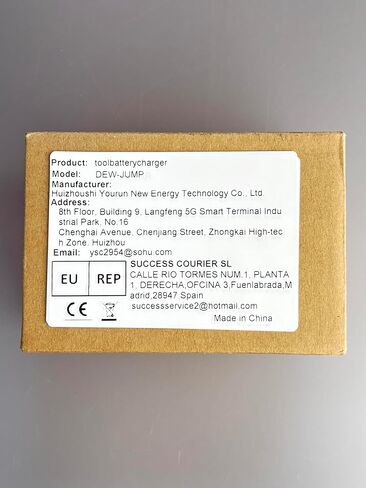 Product: toolbatterycharger
Model: DEW-JUMP
Manufacturer:
Huizhoushi Yourun New Energy Technology Co., Ltd.
Address:
8th Floor, Building 9, Langfeng 5G Smart Terminal Indu
strial Park, No.16
Chenghai Avenue, Chenjiang Street, Zhongkai High-tec
h Zone, Huizhou
Email: ysc2954@sohu.com
EU REP
SUCCESS COURIER SL
CALLE RIO TORMES NUM.1, PLANTA
1, DERECHA,OFCINA 3,Fuenlabrada,M
adrid,28947 Spain
successservice2@hotmail.com
CE
Made in China